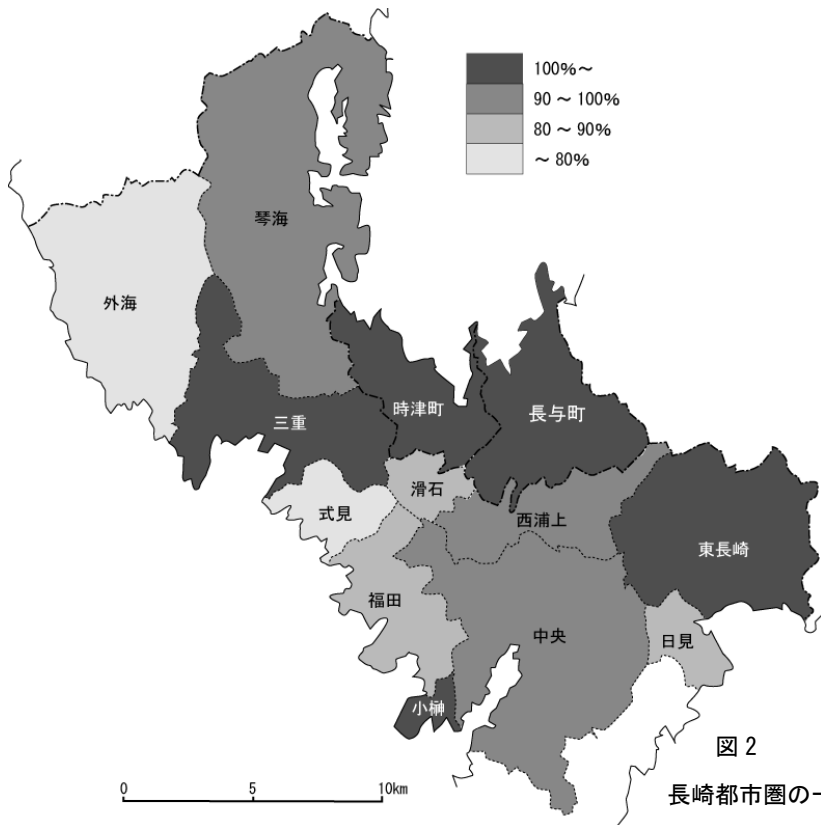 100%～
90 ～ 100%
80 ～ 90%
～ 80%
琴海
外海
時津町
長与町
三重
滑石
式見
西浦上
東長崎
福田
中央
日見
小榊
図 2
0 5 10km
長崎都市圏の